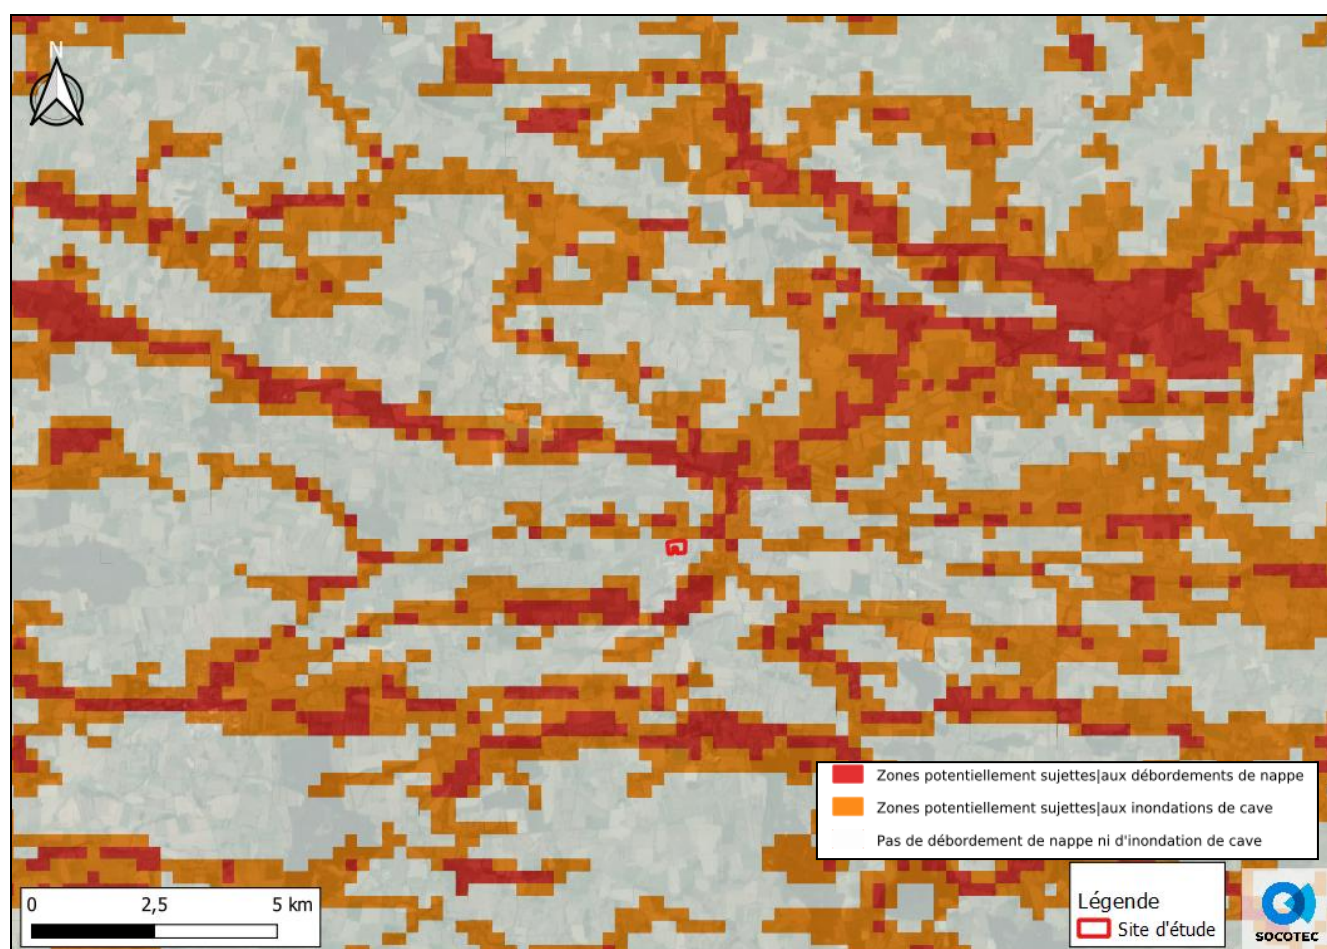 N
Zones potentiellement sujettes|aux débordements de nappe
Zones potentiellement sujettes|aux inondations de cave
Pas de débordement de nappe ni d'inondation de cave
0 2,5 5 km
Légende
Site d'étude
SOCOTEC